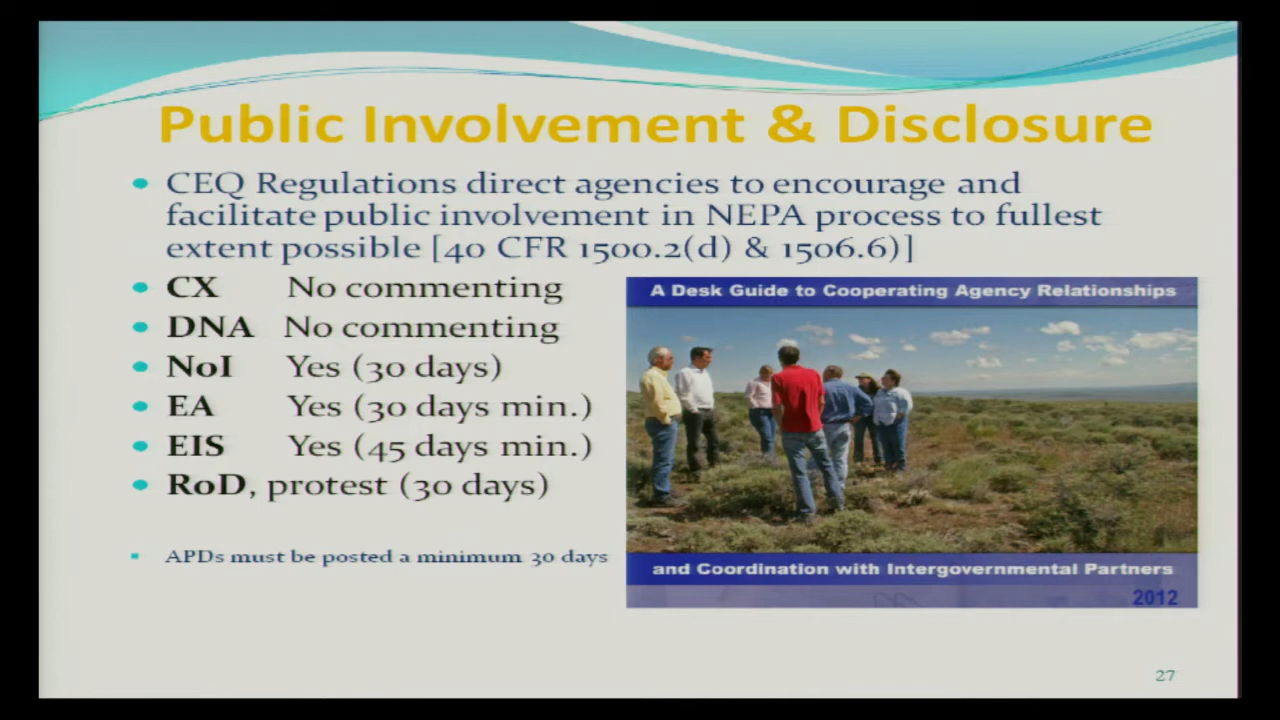 Public Involvement & Disclosure
CEQ Regulations direct agencies to encourage and
facilitate public involvement in NEPA process to fullest
extent possible [40 CFR 1500.2(d) & 1506.6)]
CX No commenting
DNA No commenting
NoI Yes (30 days)
EA Yes (30 days min.)
EIS Yes (45 days min.)
RoD, protest (30 days)
APDs must be posted a minimum 30 days
A Desk Guide to Cooperating Agency Relationships
and Coordination with Intergovernmental Partners
2012
27